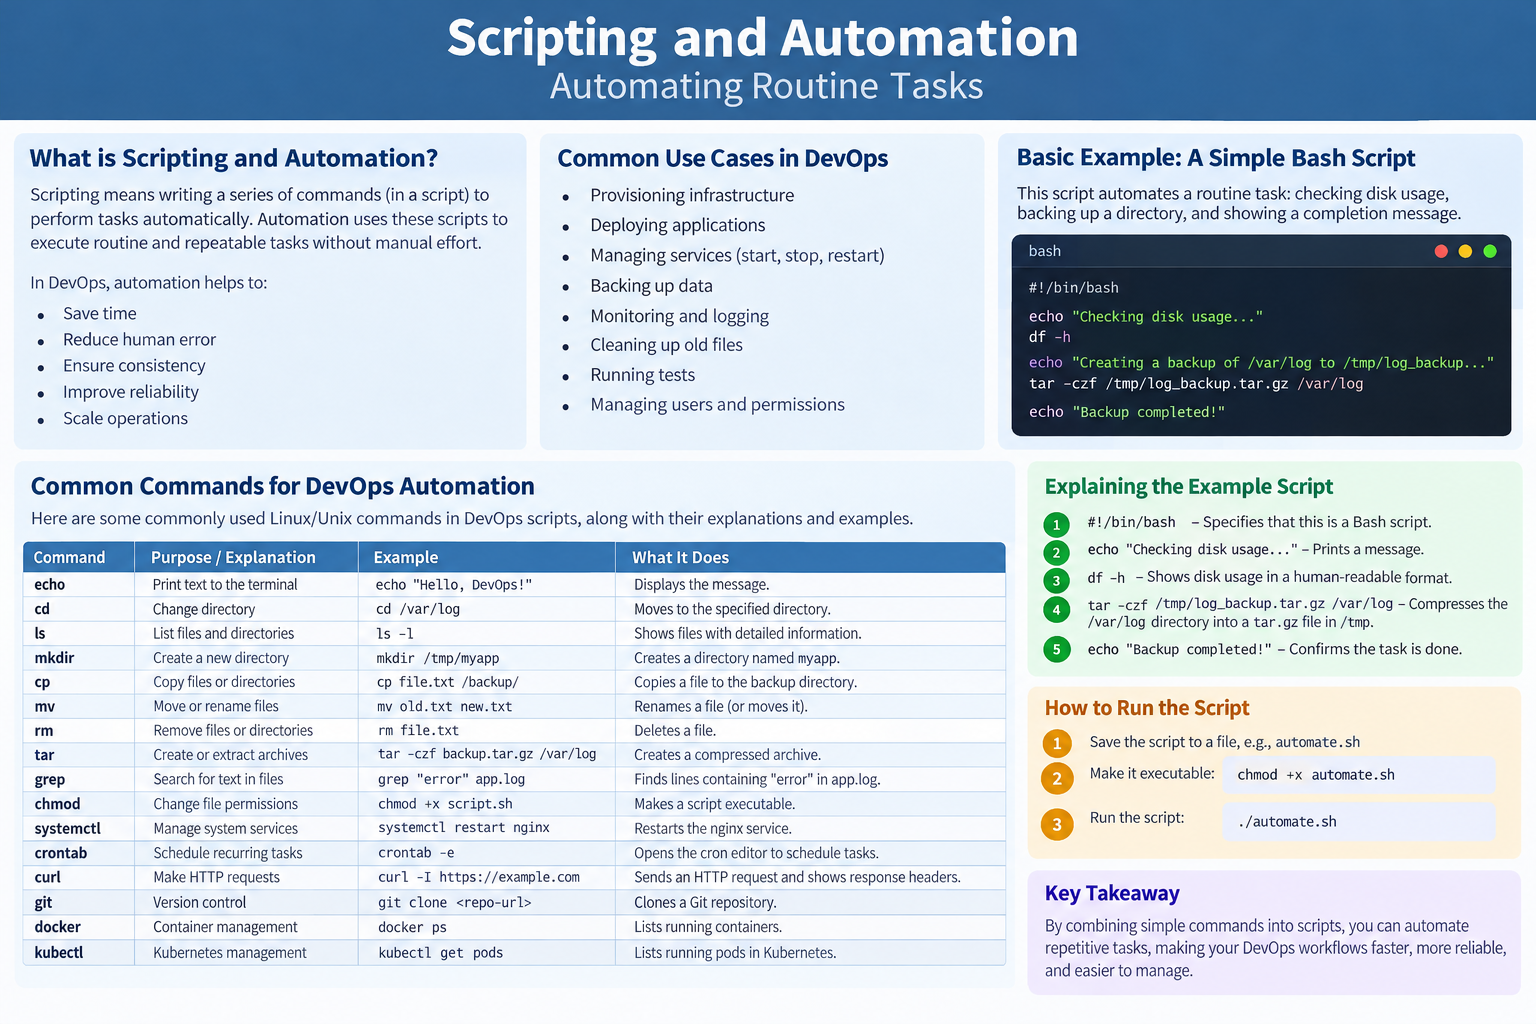 Scripting and Automation
Automating Routine Tasks
What is Scripting and Automation?
Scripting means writing a series of commands (in a script) to
perform tasks automatically. Automation uses these scripts to
execute routine and repeatable tasks without manual effort.
In DevOps, automation helps to:
• Save time
• Reduce human error
• Ensure consistency
• Improve reliability
• Scale operations
Common Use Cases in DevOps
• Provisioning infrastructure
• Deploying applications
• Managing services (start, stop, restart)
• Backing up data
• Monitoring and logging
• Cleaning up old files
• Running tests
• Managing users and permissions
Basic Example: A Simple Bash Script
This script automates a routine task: checking disk usage,
backing up a directory, and showing a completion message.
bash
#!/bin/bash
echo "Checking disk usage..."
df -h
echo "Creating a backup of /var/log to /tmp/log_backup..."
tar -czf /tmp/log_backup.tar.gz /var/log
echo "Backup completed!"
Common Commands for DevOps Automation
Here are some commonly used Linux/Unix commands in DevOps scripts, along with their explanations and examples.
Command Purpose / Explanation Example What It Does
echo Print text to the terminal echo "Hello, DevOps!" Displays the message.
cd Change directory cd /var/log Moves to the specified directory.
ls List files and directories ls -l Shows files with detailed information.
mkdir Create a new directory mkdir /tmp/myapp Creates a directory named myapp.
cp Copy files or directories cp file.txt /backup/ Copies a file to the backup directory.
mv Move or rename files mv old.txt new.txt Renames a file (or moves it).
rm Remove files or directories rm file.txt Deletes a file.
tar Create or extract archives tar -czf backup.tar.gz /var/log Creates a compressed archive.
grep Search for text in files grep "error" app.log Finds lines containing "error" in app.log.
chmod Change file permissions chmod +x script.sh Makes a script executable.
systemctl Manage system services systemctl restart nginx Restarts the nginx service.
crontab Schedule recurring tasks crontab -e Opens the cron editor to schedule tasks.
curl Make HTTP requests curl -I https://example.com Sends an HTTP request and shows response headers.
git Version control git clone <repo-url> Clones a Git repository.
docker Container management docker ps Lists running containers.
kubectl Kubernetes management kubectl get pods Lists running pods in Kubernetes.
Explaining the Example Script
1 #!/bin/bash – Specifies that this is a Bash script.
2 echo "Checking disk usage..." – Prints a message.
3 df -h – Shows disk usage in a human-readable format.
4 tar -czf /tmp/log_backup.tar.gz /var/log – Compresses the
/var/log directory into a tar.gz file in /tmp.
5 echo "Backup completed!" – Confirms the task is done.
How to Run the Script
1 Save the script to a file, e.g., automate.sh
2 Make it executable: chmod +x automate.sh
3 Run the script: ./automate.sh
Key Takeaway
By combining simple commands into scripts, you can automate
repetitive tasks, making your DevOps workflows faster, more reliable,
and easier to manage.